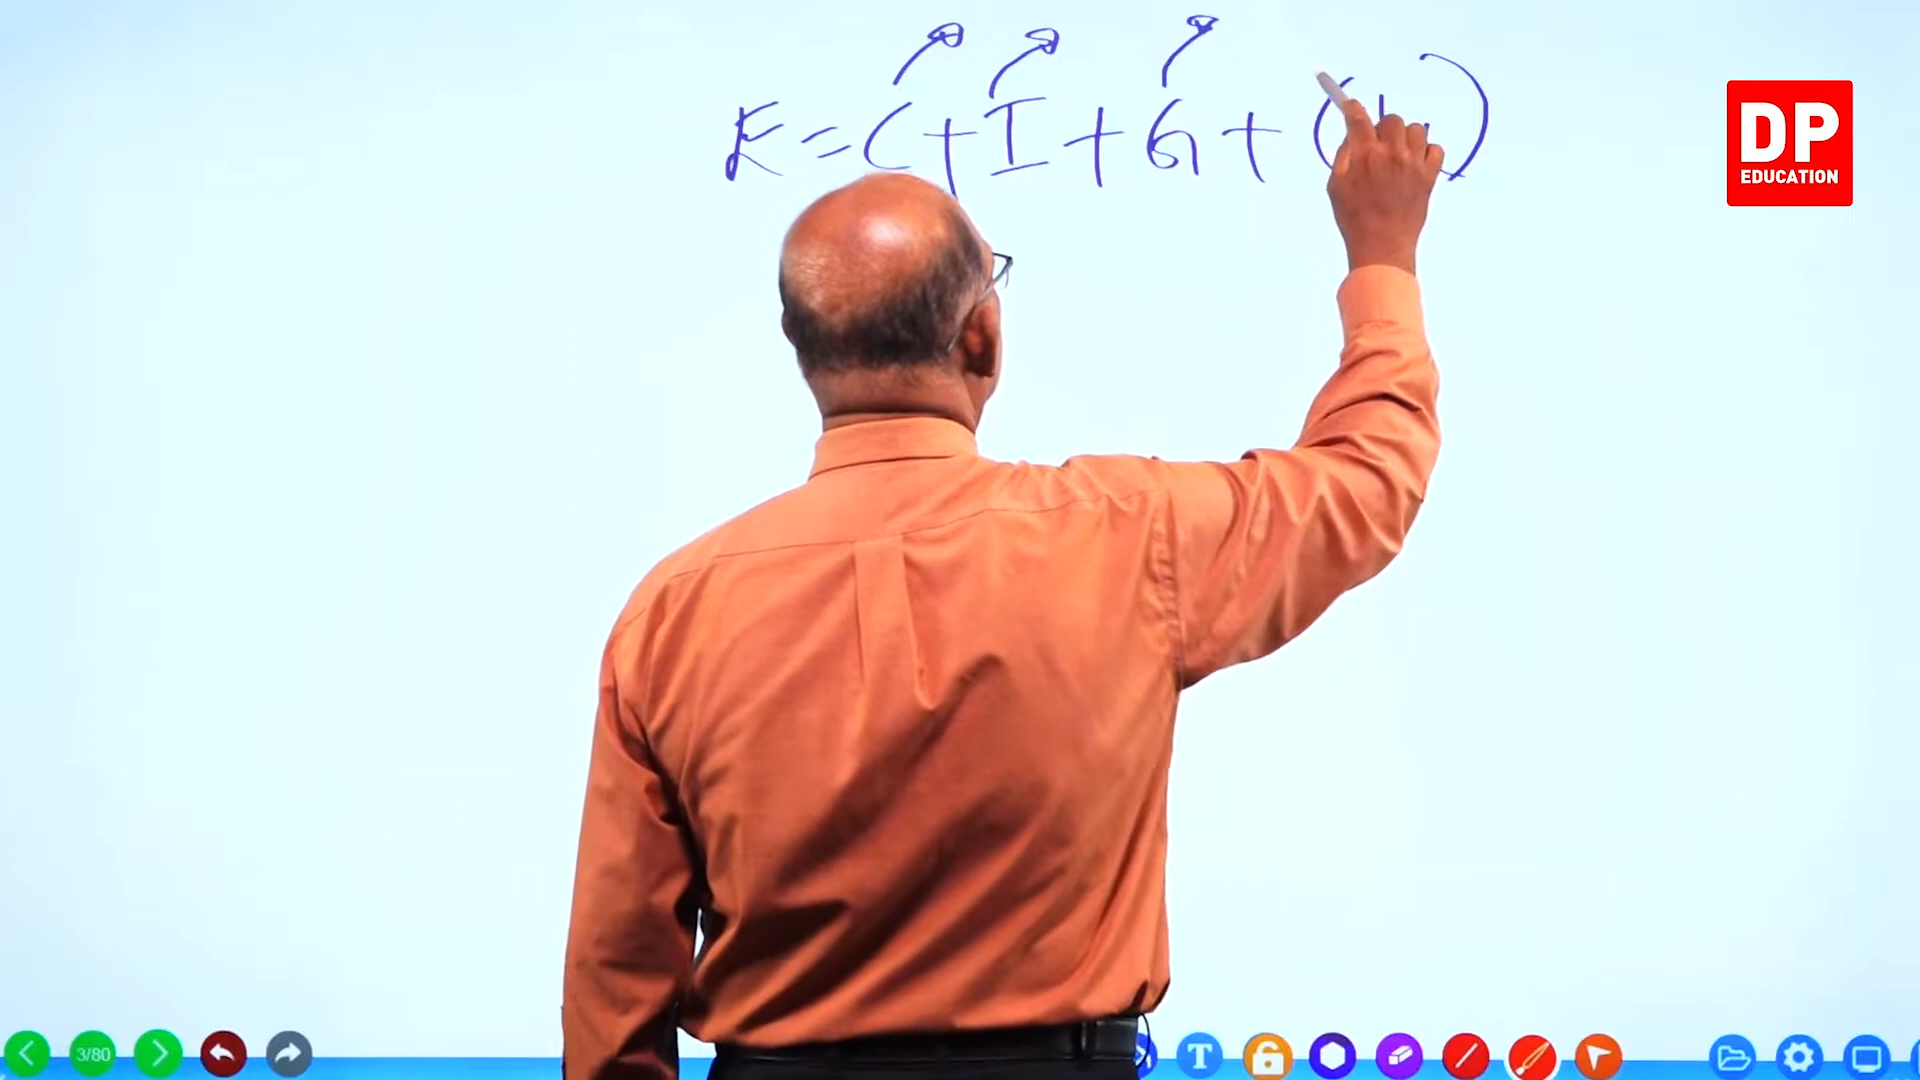 E = C + I + G + ( )
DP
EDUCATION
3/80
T